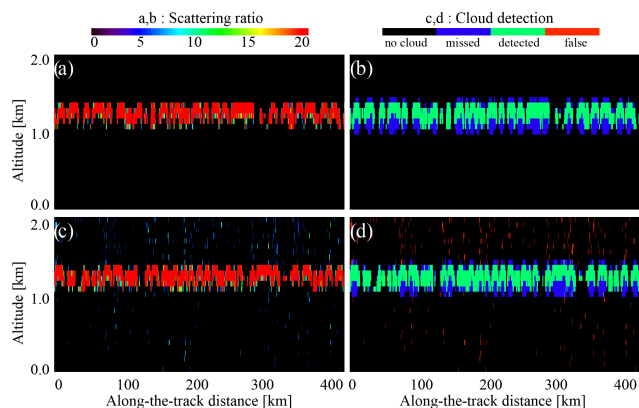 a,b : Scattering ratio
c,d : Cloud detection
0 5 10 15 20
no cloud missed detected false
2.0
(a)
(b)
Altitude [km]
1.0
0.0
2.0
(c)
(d)
Altitude [km]
1.0
0.0
0 100 200 300 400
0 100 200 300 400
Along-the-track distance [km]
Along-the-track distance [km]